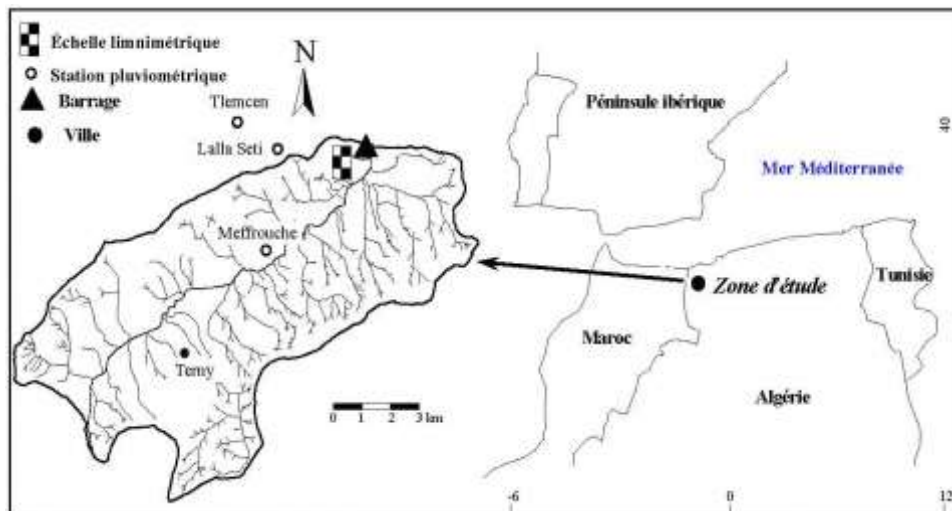 Échelle limnimétrique
Station pluviométrique
Barrage
Ville
N
Tlemcen
Lalla Seti
Meffrouche
Terny
0 1 2 3 km
Péninsule ibérique
Mer Méditerranée
40
Zone d'étude
Tunisie
Maroc
Algérie
-6 0 12